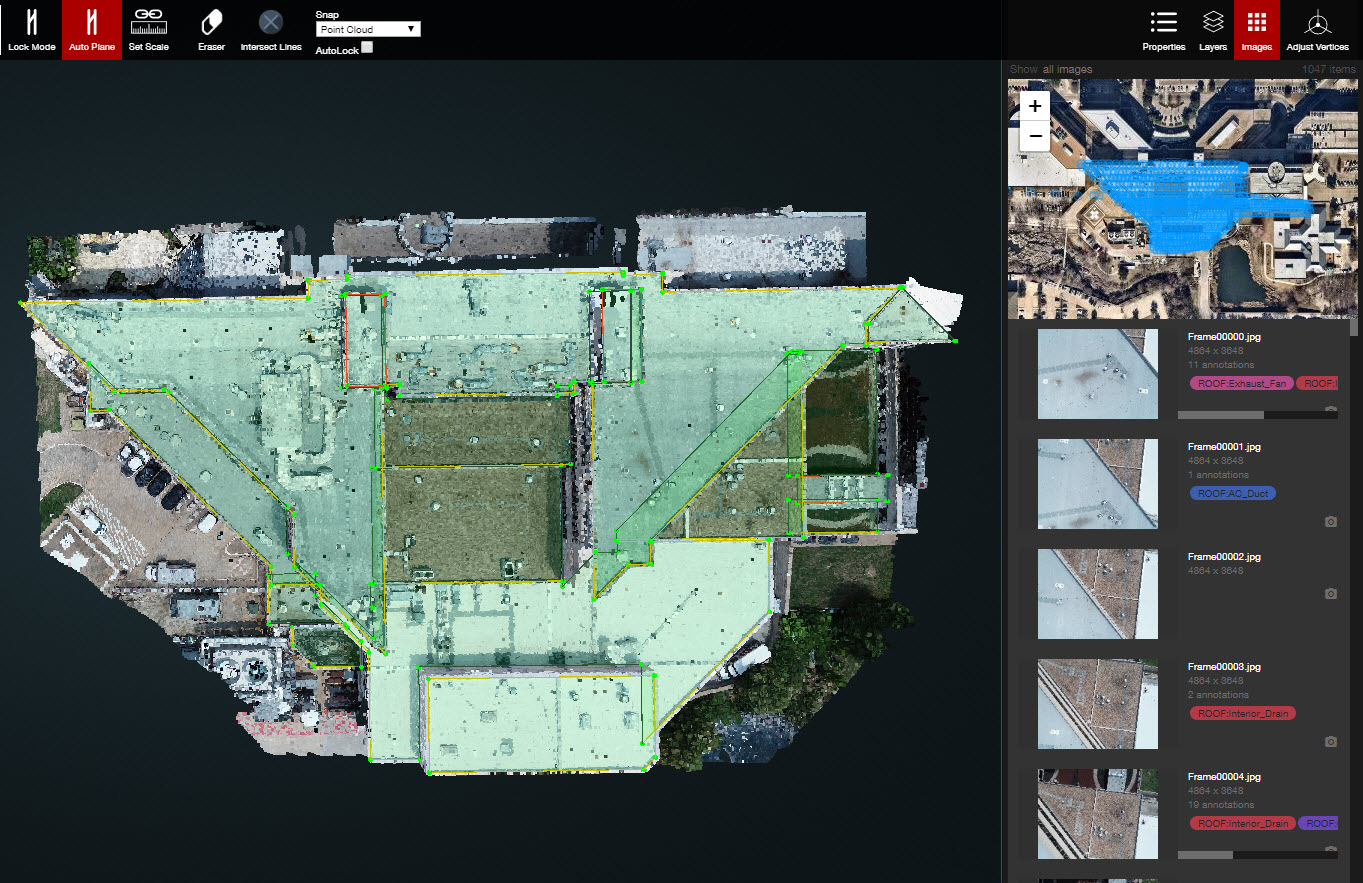 Lock Mode
Auto Plane
Set Scale
Eraser
Intersect Lines
Snap
Point Cloud
AutoLock
Properties
Layers
Images
Adjust Vertices
Show all images
1047 items
+
−
Frame00000.jpg
4864 x 3648
11 annotations
ROOF:Exhaust_Fan ROOF:I
Frame00001.jpg
4864 x 3648
1 annotations
ROOF:AC_Duct
Frame00002.jpg
4864 x 3648
Frame00003.jpg
4864 x 3648
2 annotations
ROOF:Interior_Drain
Frame00004.jpg
4864 x 3648
19 annotations
ROOF:Interior_Drain ROOF: